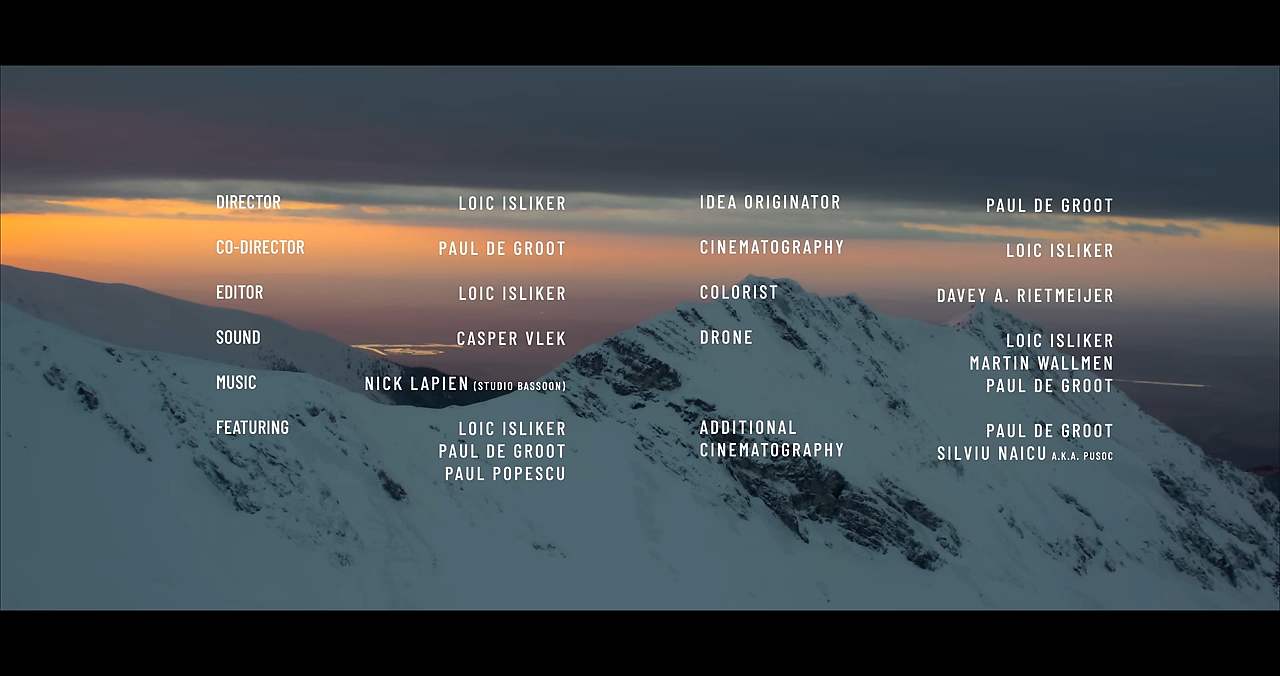 DIRECTOR LOIC ISLIKER
CO-DIRECTOR PAUL DE GROOT
EDITOR LOIC ISLIKER
SOUND CASPER VLEK
MUSIC NICK LAPIEN (STUDIO BASSOON)
FEATURING LOIC ISLIKER
PAUL DE GROOT
PAUL POPESCU
IDEA ORIGINATOR PAUL DE GROOT
CINEMATOGRAPHY LOIC ISLIKER
COLORIST DAVEY A. RIETMEIJER
DRONE LOIC ISLIKER
MARTIN WALLMEN
PAUL DE GROOT
ADDITIONAL PAUL DE GROOT
CINEMATOGRAPHY SILVIU NAICU A.K.A. PUSOC